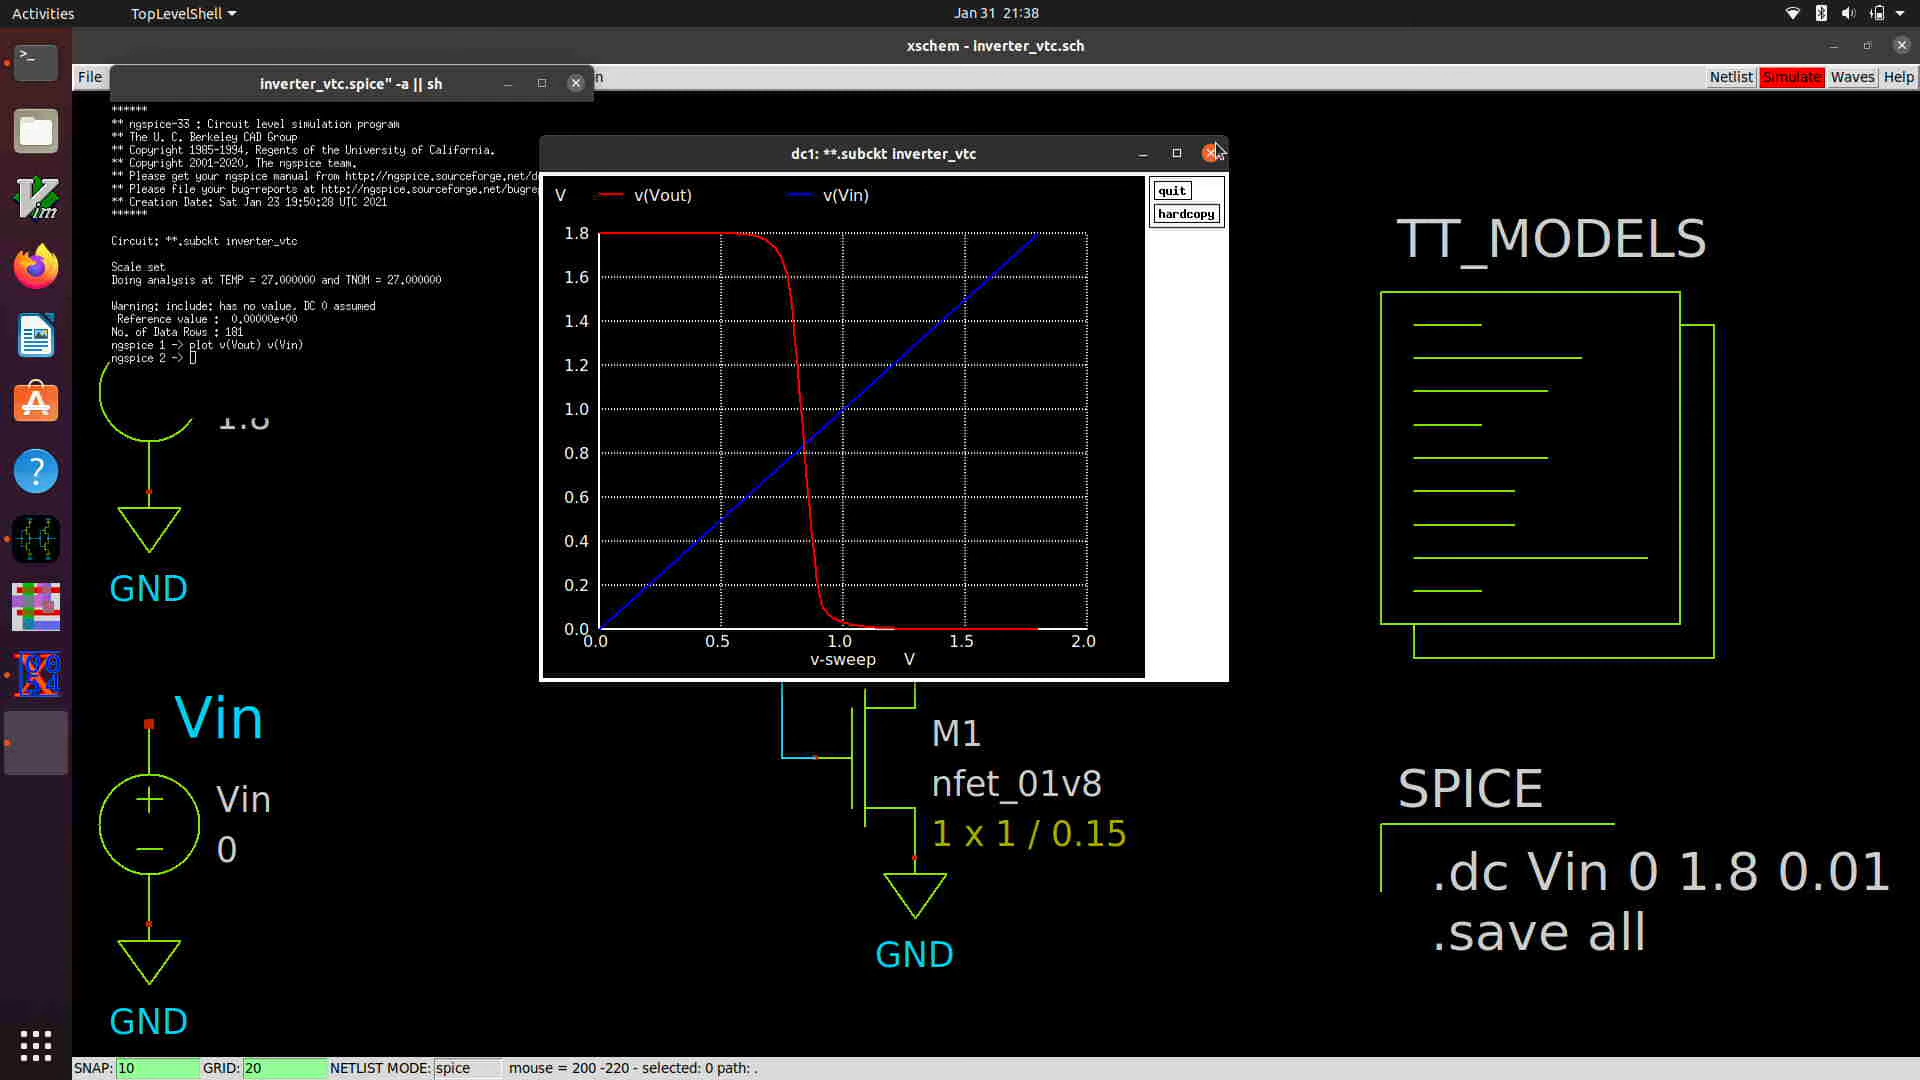 Activities
TopLevelShell
Jan 31 21:38
xschem - inverter_vtc.sch
File
n
Netlist
Simulate
Waves
Help
inverter_vtc.spice" -a || sh
******
** ngspice-33 : Circuit level simulation program
** The U. C. Berkeley CAD Group
** Copyright 1985-1994, Regents of the University of California.
** Copyright 2001-2020, The ngspice team.
** Please get your ngspice manual from http://ngspice.sourceforge.net/d
** Please file your bug-reports at http://ngspice.sourceforge.net/bugre
** Creation Date: Sat Jan 23 19:50:28 UTC 2021
******
Circuit: **.subckt inverter_vtc
Scale set
Doing analysis at TEMP = 27.000000 and TNOM = 27.000000
Warning: include: has no value, DC 0 assumed
Reference value : 0.00000e+00
No. of Data Rows : 181
ngspice 1 -> plot v(Vout) v(Vin)
ngspice 2 ->
dc1: **.subckt inverter_vtc
V
v(Vout)
v(Vin)
quit
hardcopy
1.8
1.6
1.4
1.2
1.0
0.8
0.6
0.4
0.2
0.0
0.0
0.5
1.0
1.5
2.0
v-sweep V
1.8
GND
Vin
Vin
0
GND
M1
nfet_01v8
1 x 1 / 0.15
GND
TT_MODELS
SPICE
.dc Vin 0 1.8 0.01
.save all
SNAP: 10 GRID: 20 NETLIST MODE: spice mouse = 200 -220 - selected: 0 path: .